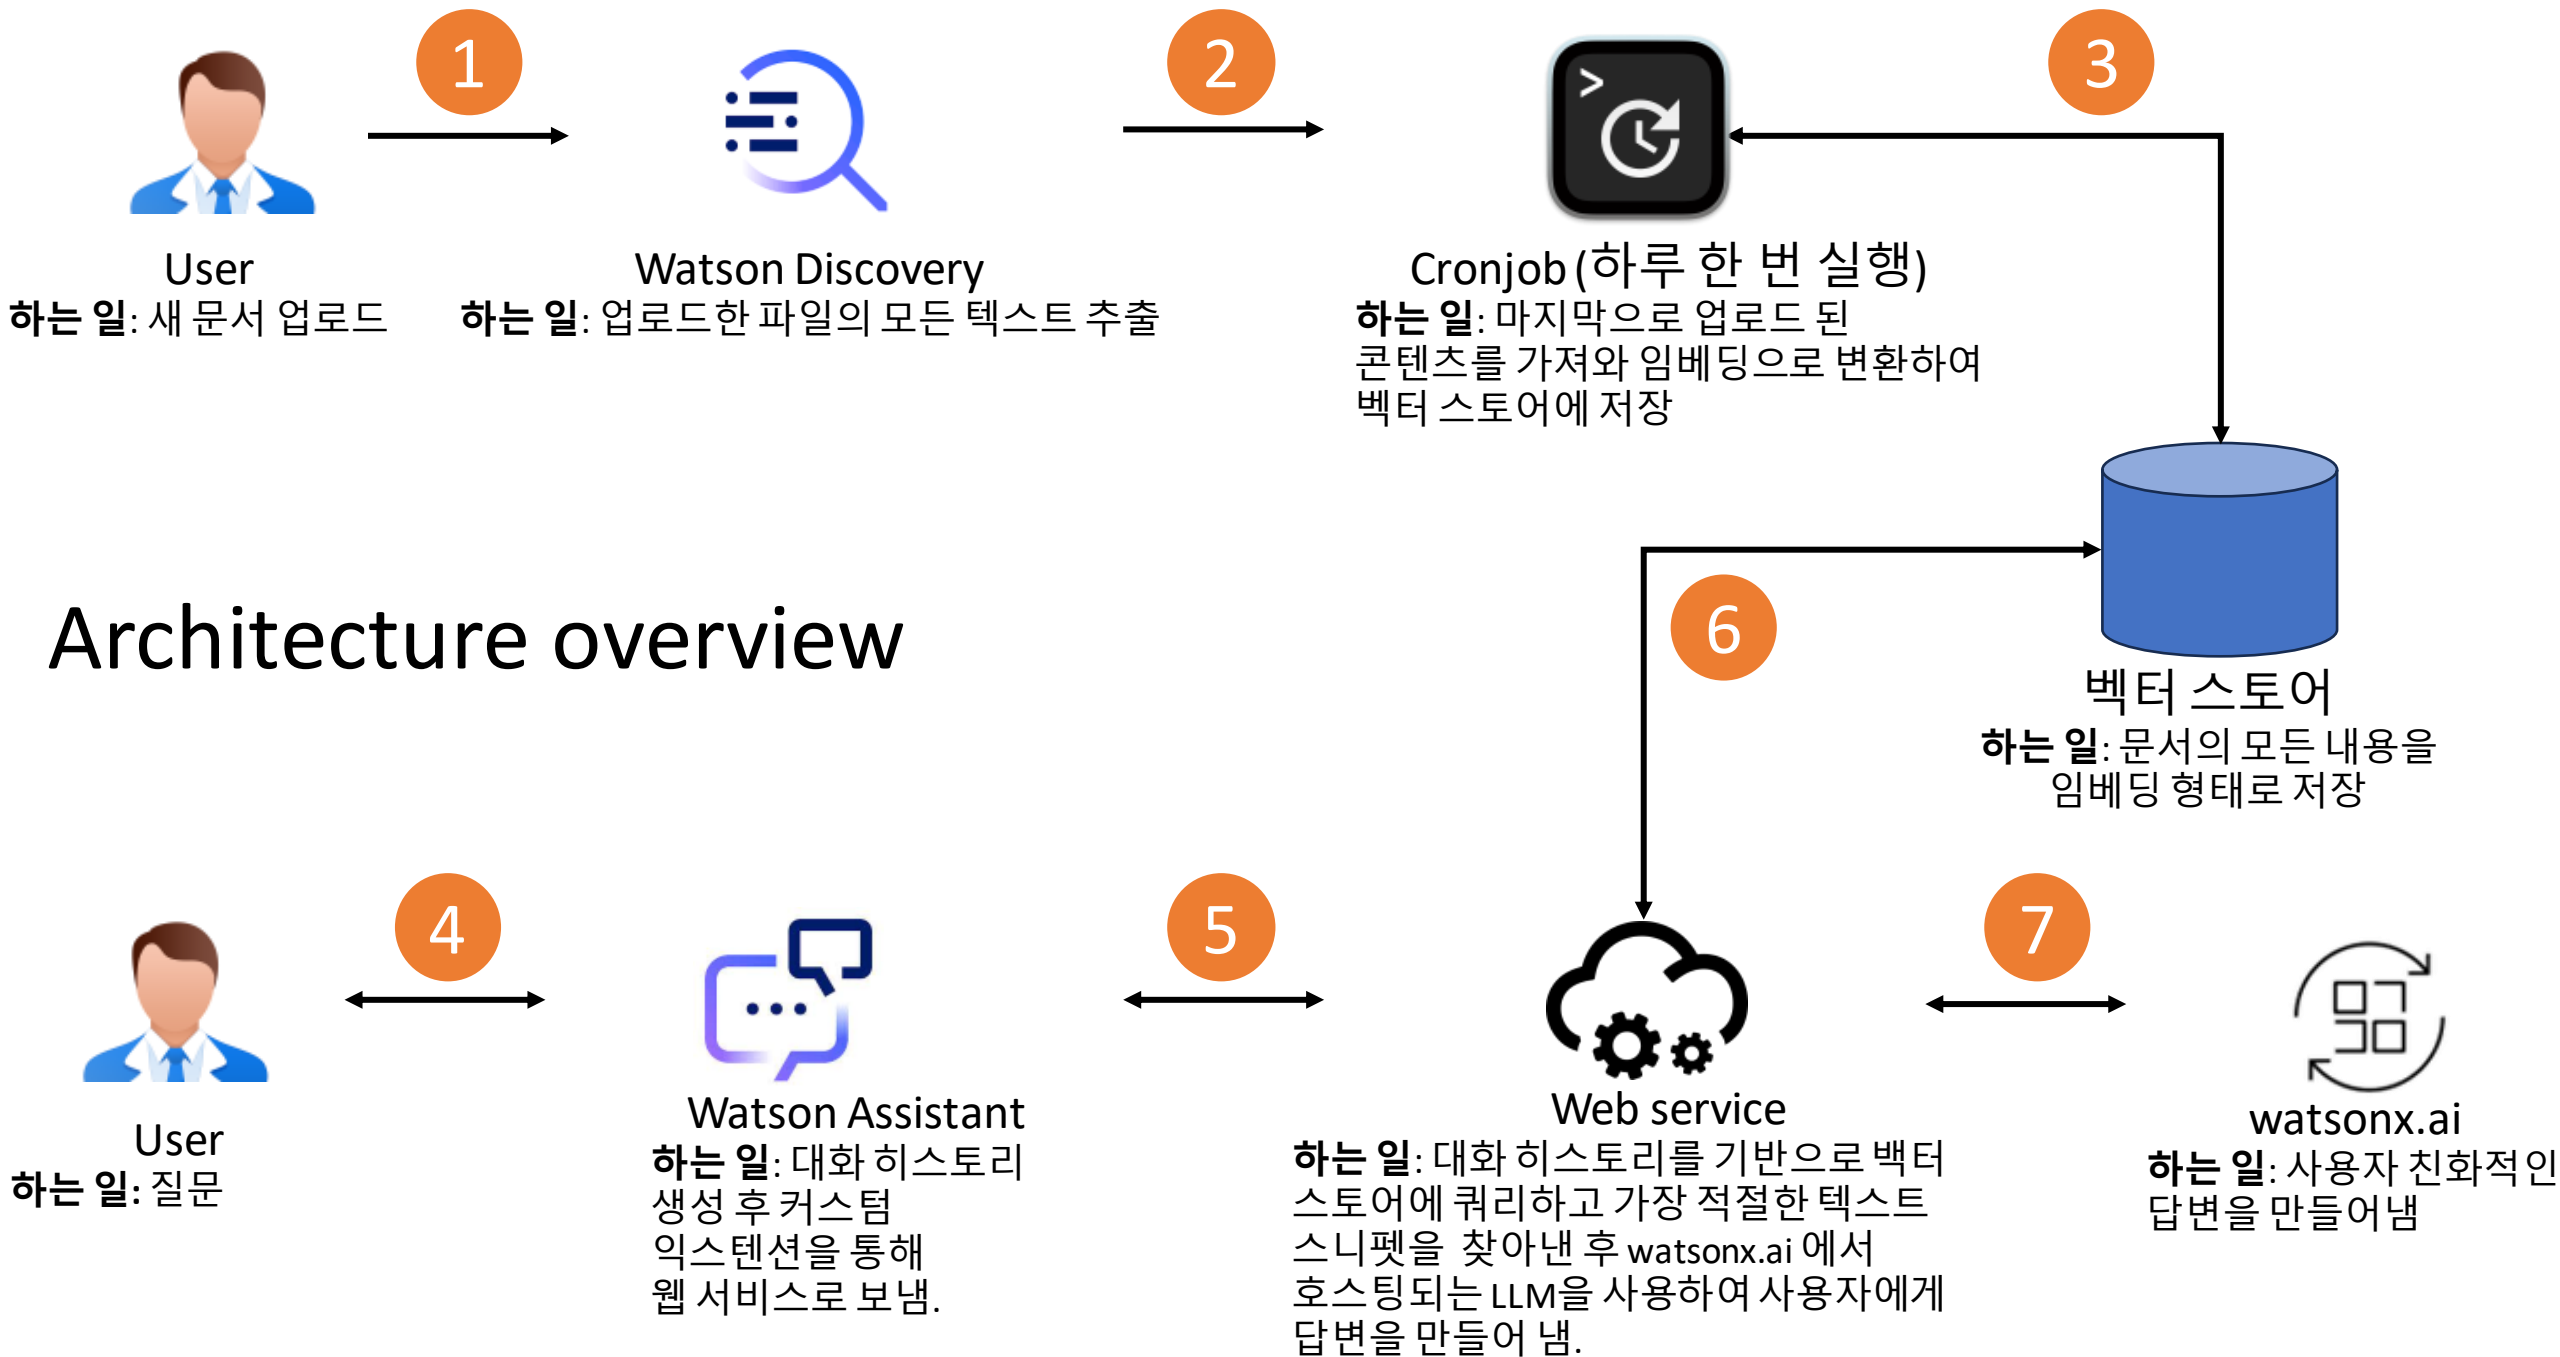 1
2
3
User
하는 일: 새 문서 업로드
Watson Discovery
하는 일: 업로드한 파일의 모든 텍스트 추출
Cronjob (하루 한 번 실행)
하는 일: 마지막으로 업로드 된
콘텐츠를 가져와 임베딩으로 변환하여
벡터 스토어에 저장
Architecture overview
6
벡터 스토어
하는 일: 문서의 모든 내용을
임베딩 형태로 저장
4
5
7
User
하는 일: 질문
Watson Assistant
하는 일: 대화 히스토리
생성 후 커스텀
익스텐션을 통해
웹 서비스로 보냄.
Web service
하는 일: 대화 히스토리를 기반으로 백터
스토어에 쿼리하고 가장 적절한 텍스트
스니펫을 찾아낸 후 watsonx.ai 에서
호스팅되는 LLM을 사용하여 사용자에게
답변을 만들어 냄.
watsonx.ai
하는 일: 사용자 친화적인
답변을 만들어냄